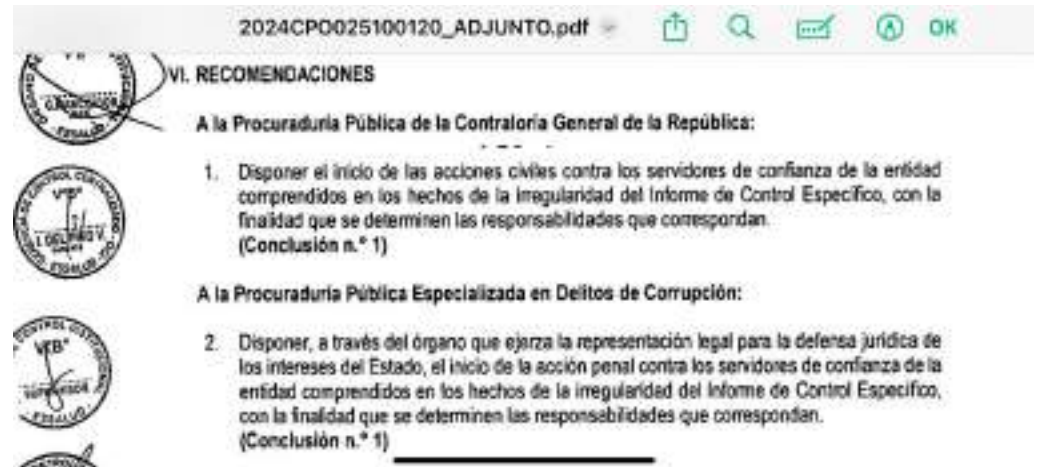 2024CPO025100120_ADJUNTO.pdf
OK
VI. RECOMENDACIONES
A la Procuraduría Pública de la Contraloría General de la República:
1. Disponer el inicio de las acciones civiles contra los servidores de confianza de la entidad
comprendidos en los hechos de la irregularidad del Informe de Control Específico, con la
finalidad que se determinen las responsabilidades que correspondan.
(Conclusión n.° 1)
A la Procuraduría Pública Especializada en Delitos de Corrupción:
2. Disponer, a través del órgano que ejerza la representación legal para la defensa jurídica de
los intereses del Estado, el inicio de la acción penal contra los servidores de confianza de la
entidad comprendidos en los hechos de la irregularidad del Informe de Control Específico,
con la finalidad que se determinen las responsabilidades que correspondan.
(Conclusión n.° 1)
VEB°
ESSALUD
VEB°
ESSALUD